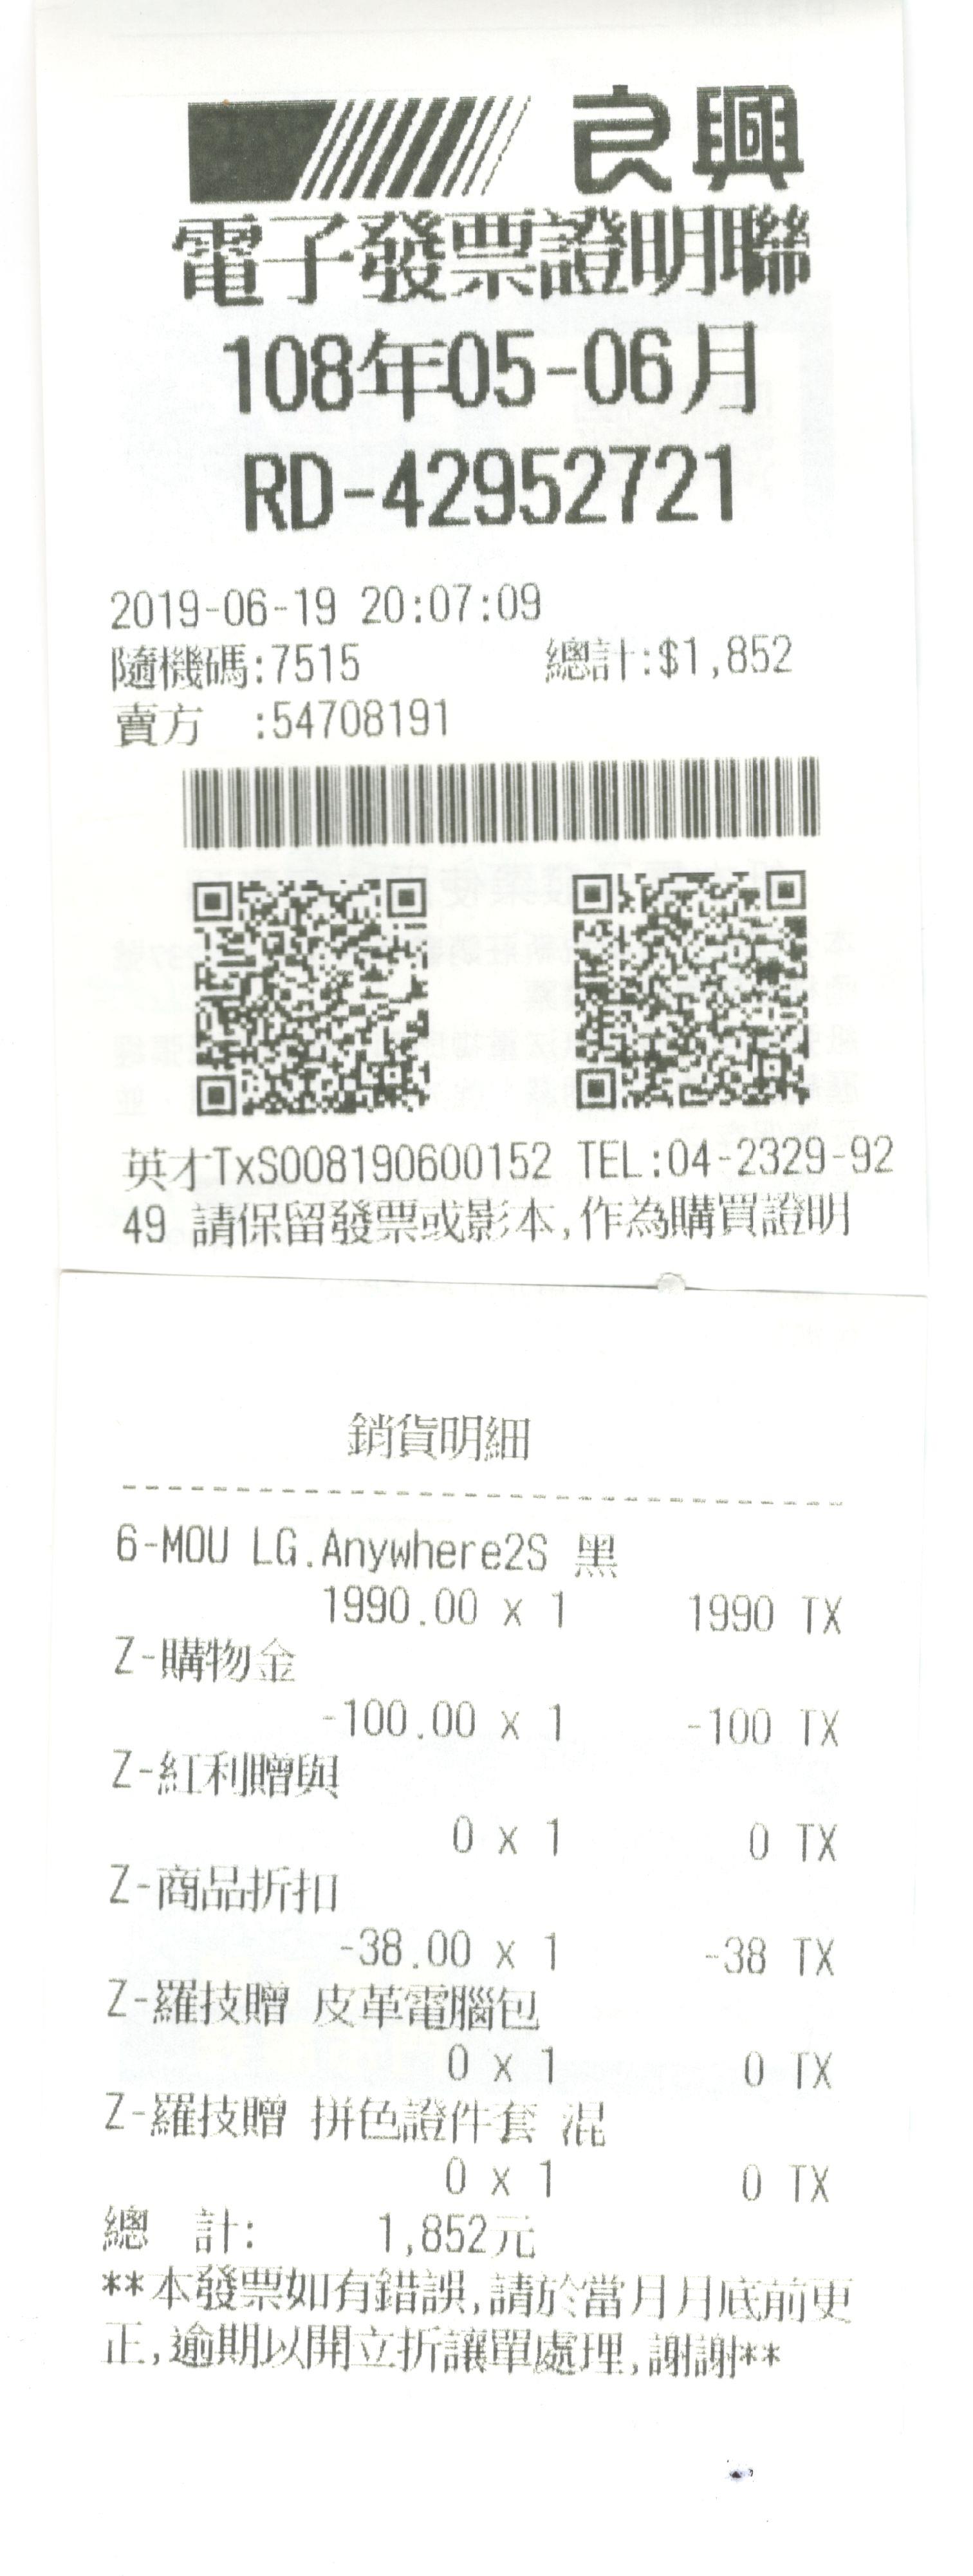 良興
電子發票證明聯
108年05-06月
RD-42952721
2019-06-19 20:07:09
隨機碼:7515 總計:$1,852
賣方 :54708191
英才TxS008190600152 TEL:04-2329-92
49 請保留發票或影本,作為購買證明
銷貨明細
6-MOU LG.Anywhere2S 黑
1990.00 x 1 1990 TX
Z-購物金
-100.00 x 1 -100 TX
Z-紅利贈與
0 x 1 0 TX
Z-商品折扣
-38.00 x 1 -38 TX
Z-羅技贈 皮革電腦包
0 x 1 0 TX
Z-羅技贈 拼色證件套 混
0 x 1 0 TX
總 計: 1,852元
**本發票如有錯誤,請於當月月底前更
正,逾期以開立折讓單處理,謝謝**